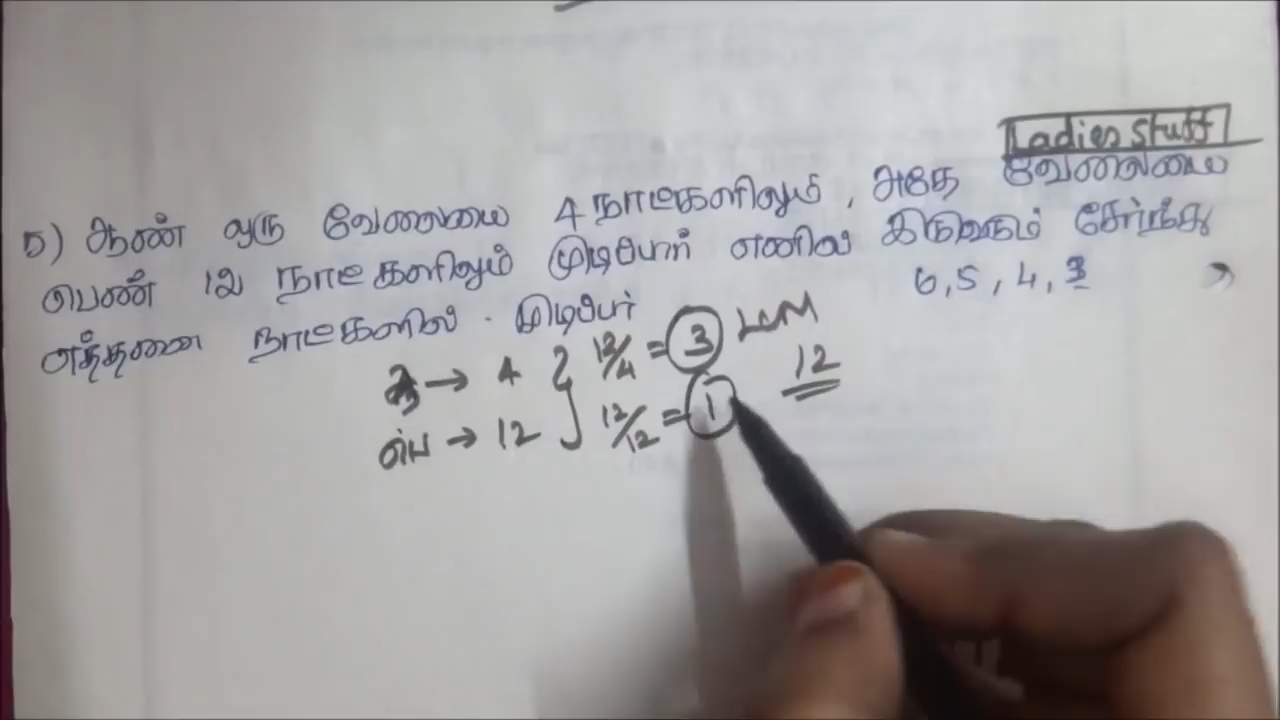 Ladies Stuff
5) ஆண் ஒரு வேலையை 4 நாட்களிலும், அதே வேலையை
பெண் 12 நாட்களிலும் முடிப்பார் எனில் இருவரும் சேர்ந்து
எத்தனை நாட்களில் முடிப்பர்
6, 5, 4, 3
ஆ → 4 } 12/4 = 3 LCM
பெ → 12 } 12/12 = 1 12